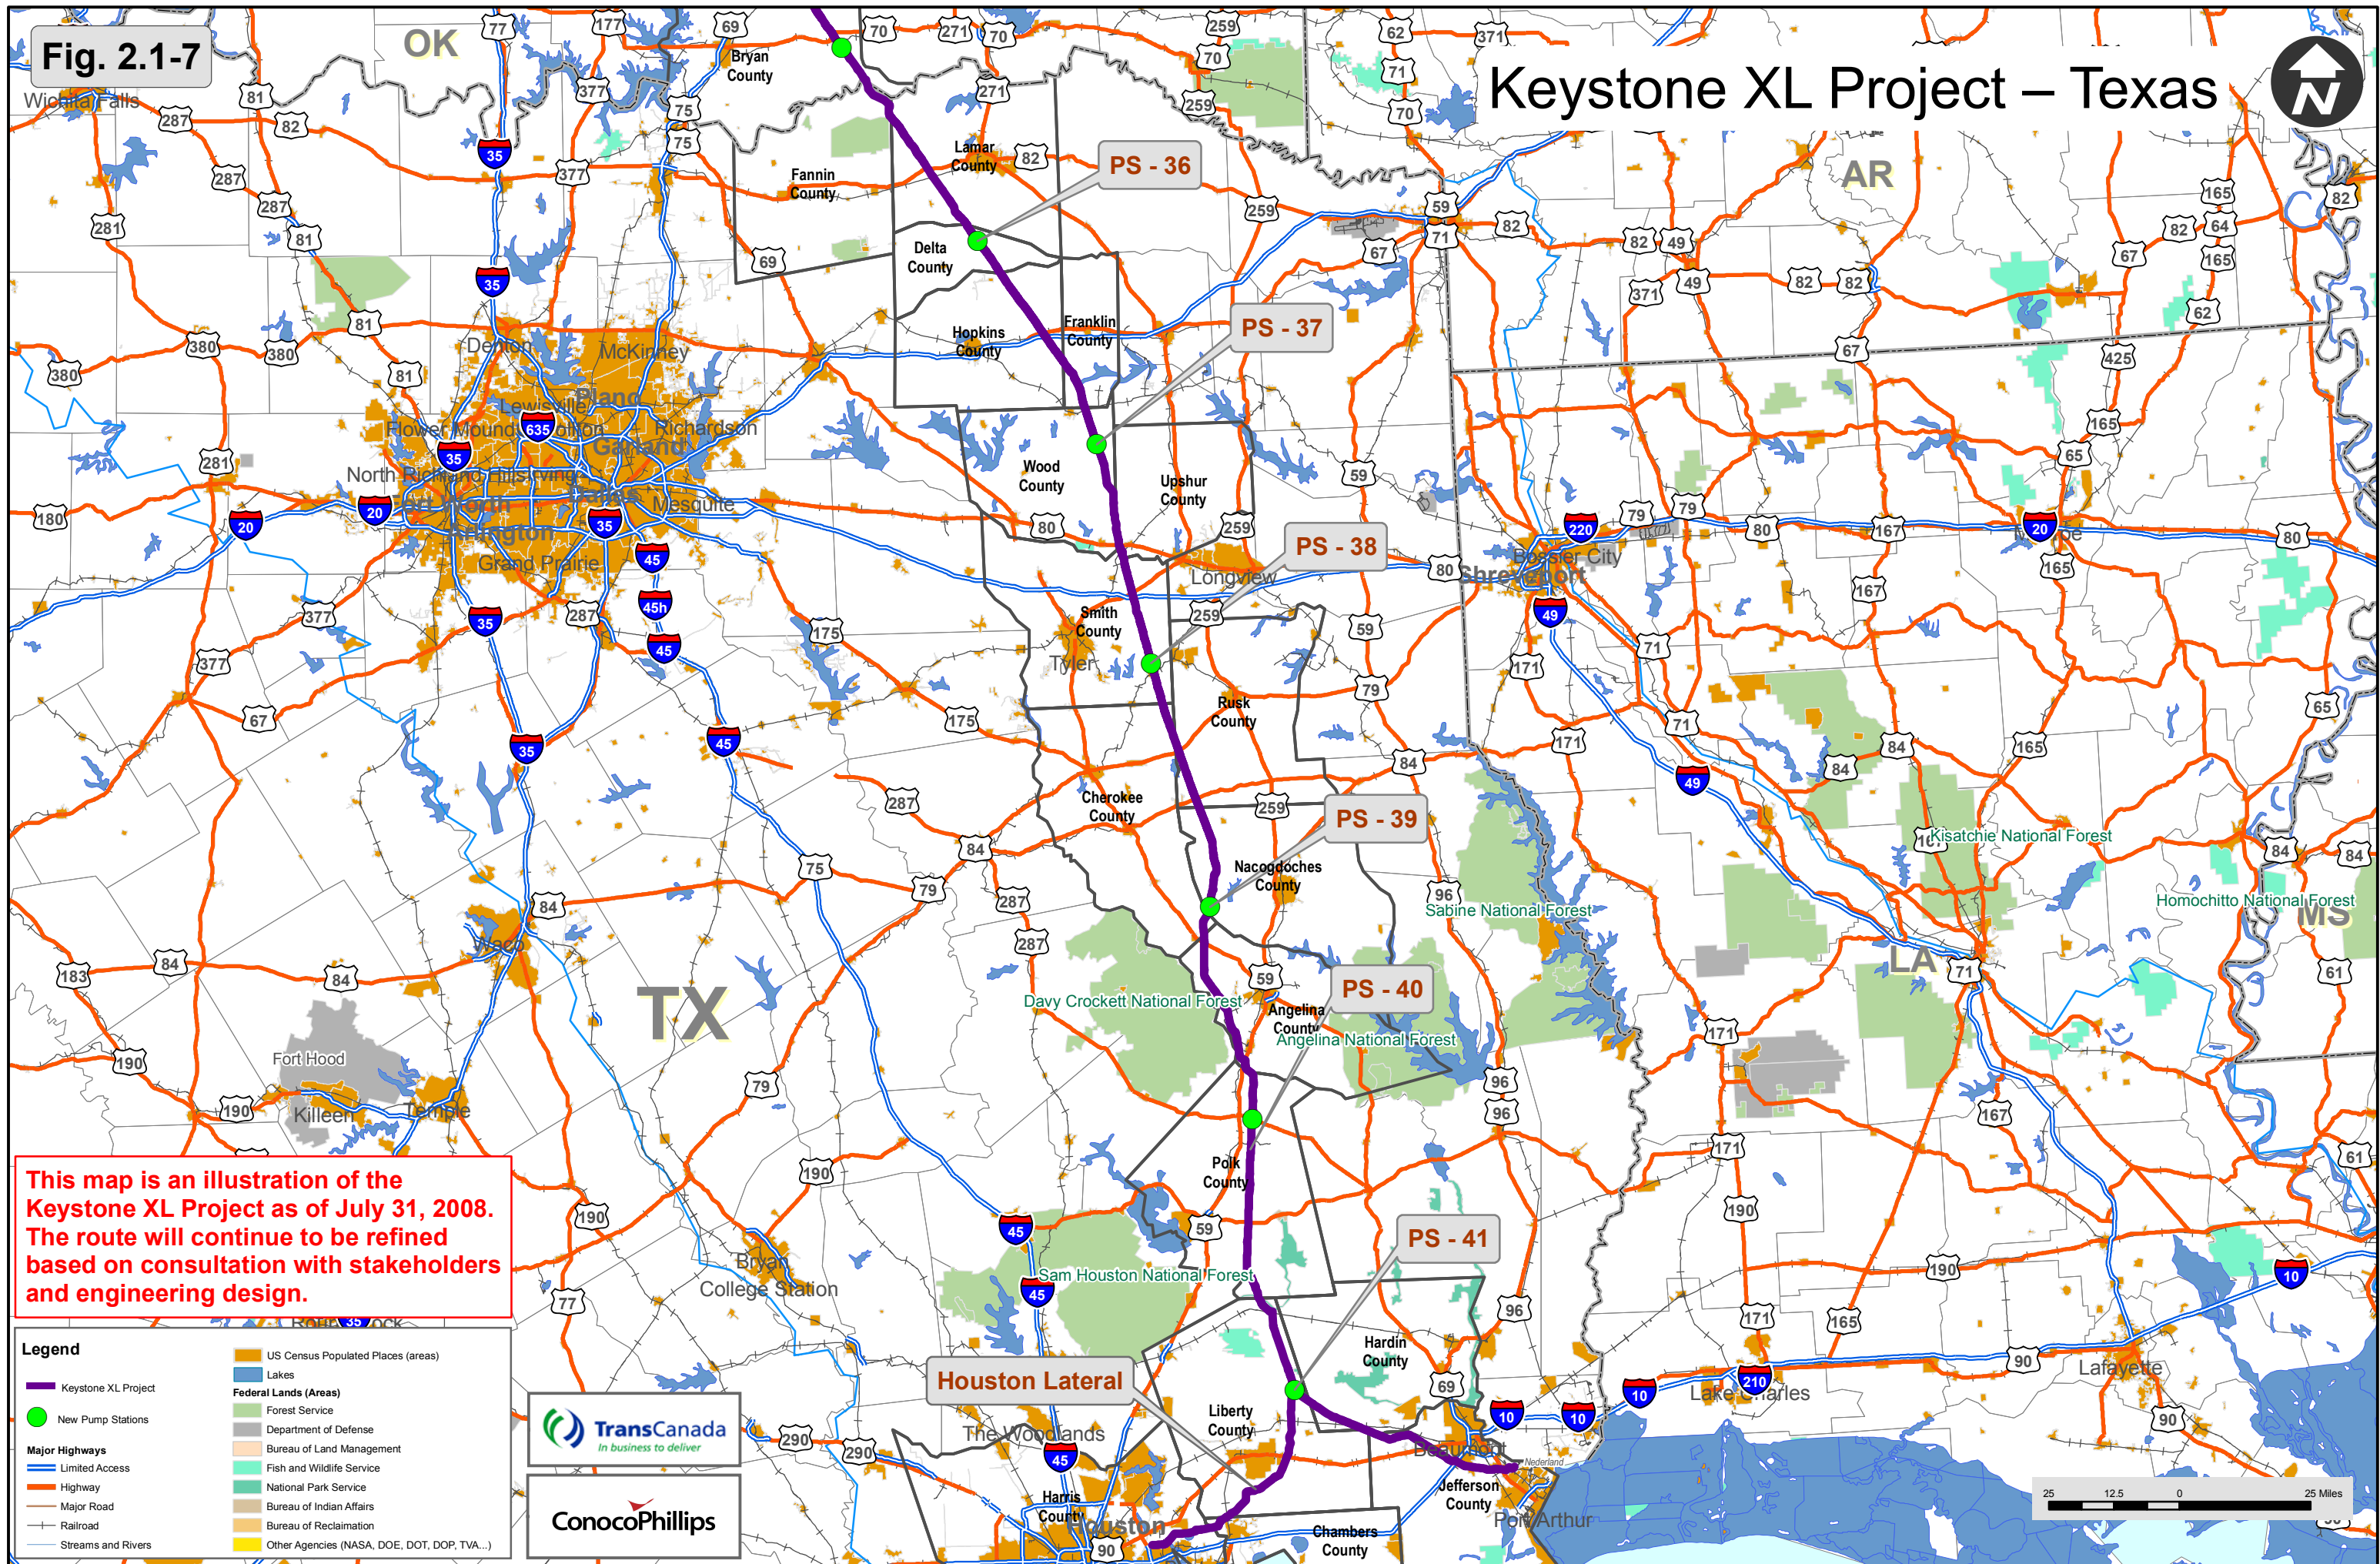 Fig. 2.1-7
Keystone XL Project – Texas
N
OK
AR
TX
LA
MS
Wichita Falls
Bryan
County
Lamar
County
Fannin
County
PS - 36
Delta
County
Hopkins
County
Franklin
County
PS - 37
Denton
McKinney
Lewisville
Plano
Richardson
Garland
North Richland Hills
Irving
Dallas
Mesquite
Fort Worth
Arlington
Grand Prairie
Wood
County
Upshur
County
PS - 38
Longview
Bossier City
Shreveport
Smith
County
Tyler
Rusk
County
Cherokee
County
PS - 39
Nacogdoches
County
Kisatchie National Forest
Sabine National Forest
Homochitto National Forest
Waco
Davy Crockett National Forest
PS - 40
Angelina
County
Angelina National Forest
Fort Hood
Killeen
Temple
Polk
County
PS - 41
Bryan
College Station
Sam Houston National Forest
Hardin
County
Houston Lateral
Liberty
County
The Woodlands
Beaumont
Nederland
Lake Charles
Lafayette
Harris
County
Houston
Jefferson
County
Port Arthur
Chambers
County
This map is an illustration of the
Keystone XL Project as of July 31, 2008.
The route will continue to be refined
based on consultation with stakeholders
and engineering design.
Legend
Keystone XL Project
New Pump Stations
Major Highways
Limited Access
Highway
Major Road
Railroad
Streams and Rivers
US Census Populated Places (areas)
Lakes
Federal Lands (Areas)
Forest Service
Department of Defense
Bureau of Land Management
Fish and Wildlife Service
National Park Service
Bureau of Indian Affairs
Bureau of Reclaimation
Other Agencies (NASA, DOE, DOT, DOP, TVA...)
TransCanada
In business to deliver
ConocoPhillips
25 12.5 0 25 Miles